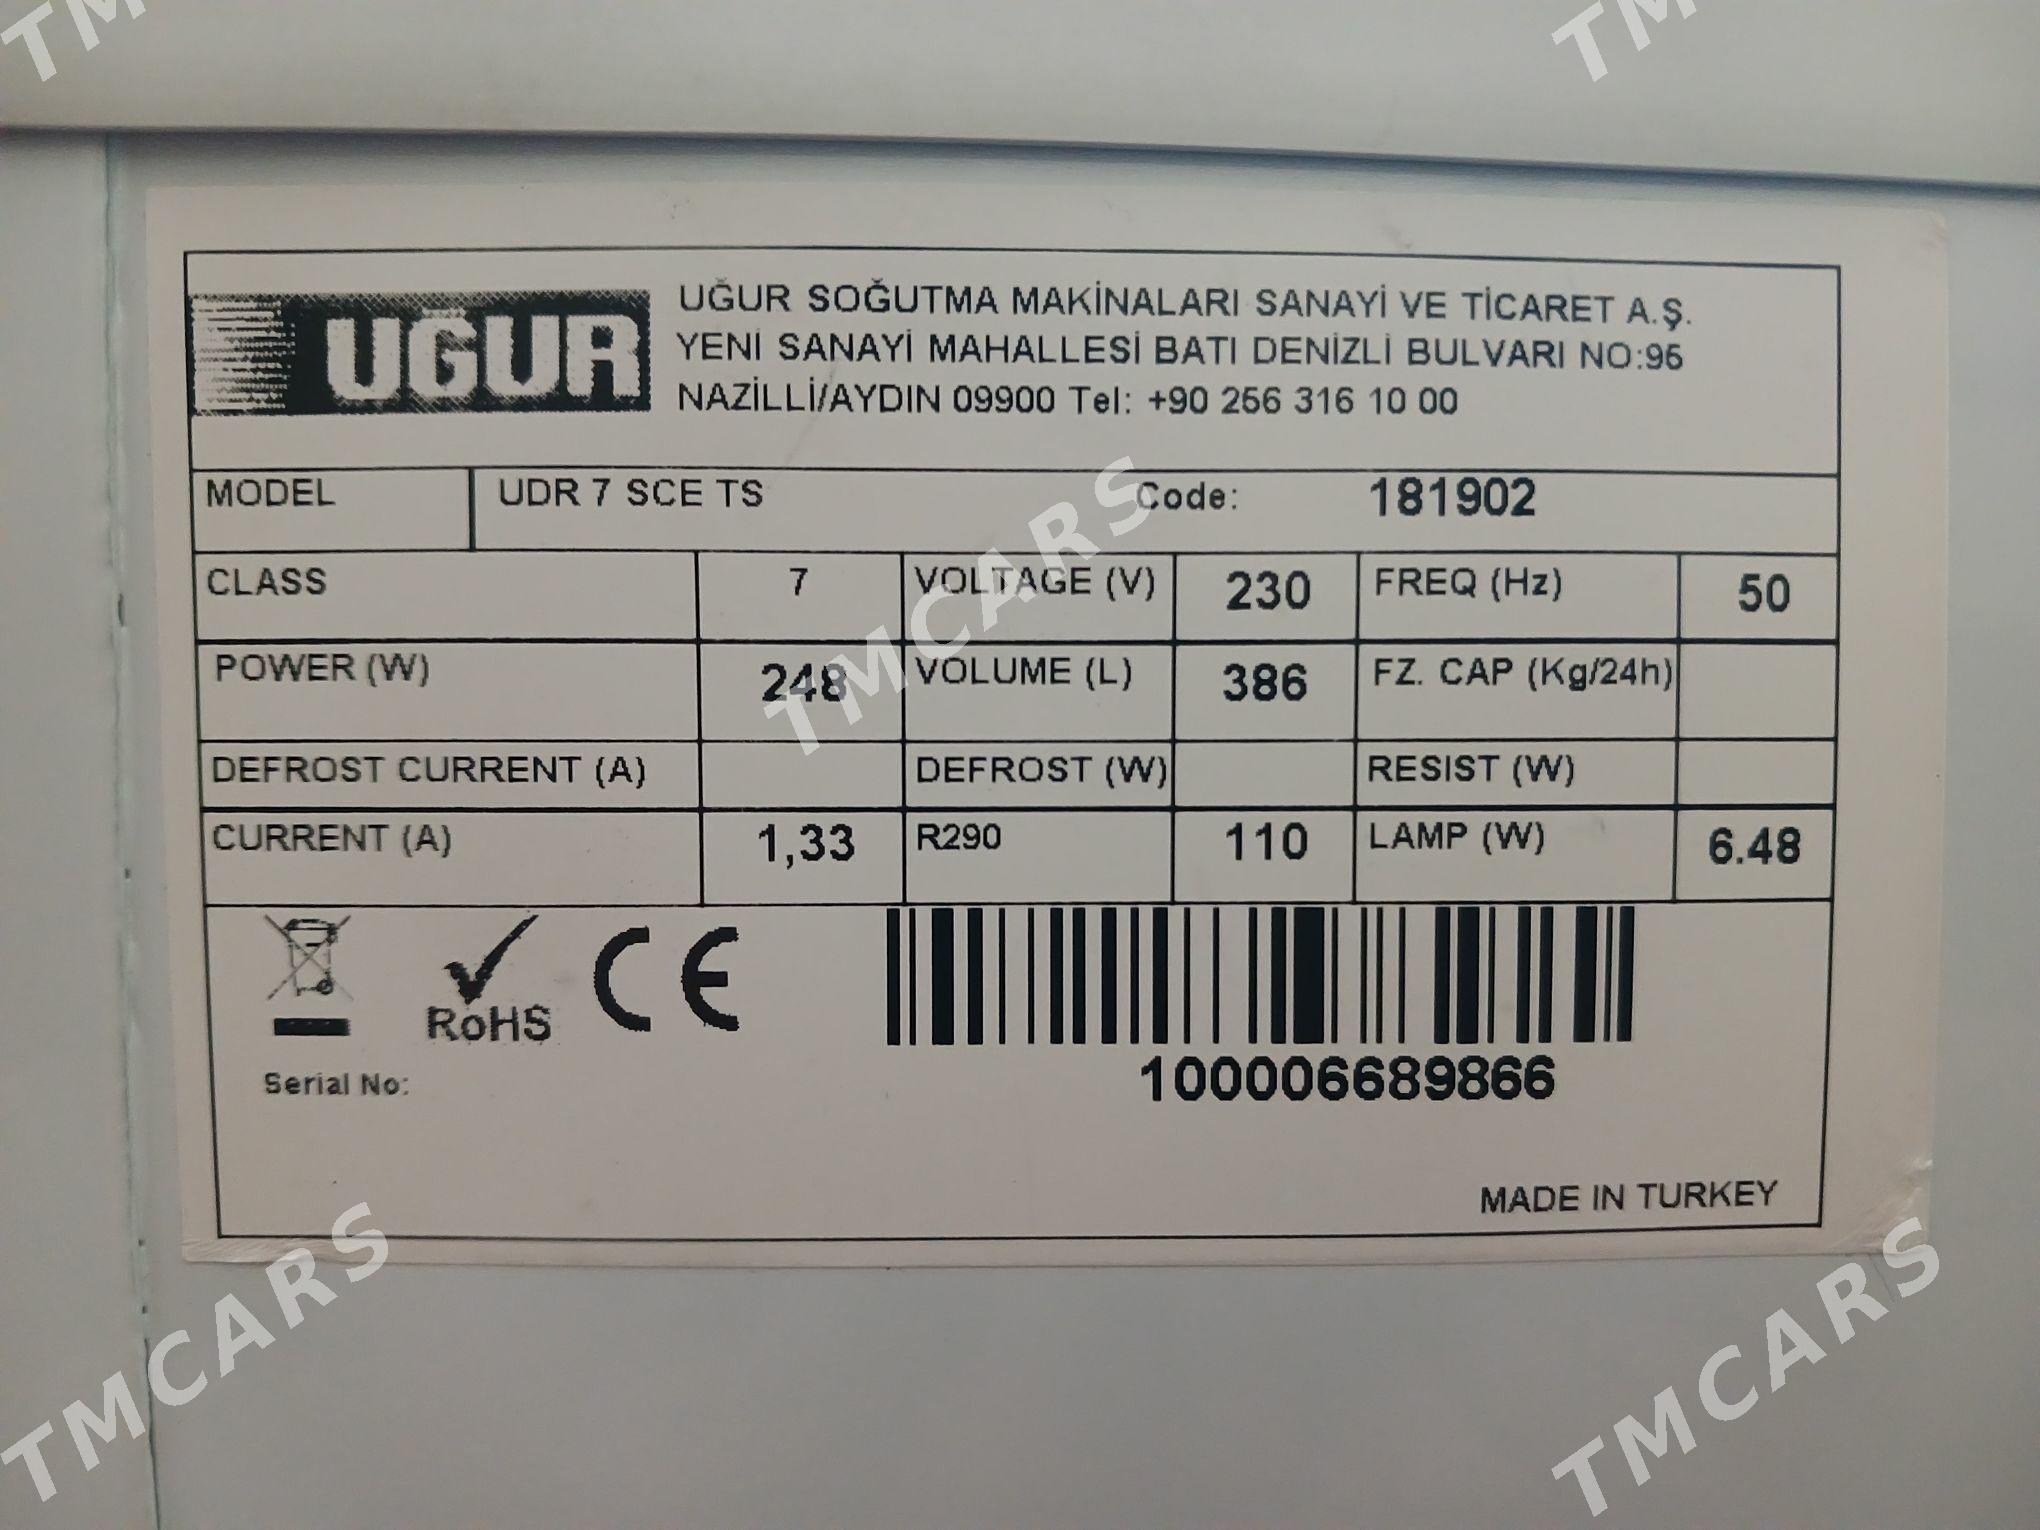 TM
TM
UĞUR
UĞUR SOĞUTMA MAKİNALARI SANAYİ VE TİCARET A.Ş.
YENİ SANAYİ MAHALLESİ BATI DENİZLİ BULVARI NO:96
NAZİLLİ/AYDIN 09900 Tel: +90 256 316 10 00
MODEL UDR 7 SCE TS Code: 181902
CLASS 7 VOLTAGE (V) 230 FREQ (Hz) 50
POWER (W) 248 VOLUME (L) 386 FZ. CAP (Kg/24h)
DEFROST CURRENT (A) DEFROST (W) RESIST (W)
CURRENT (A) 1,33 R290 110 LAMP (W) 6.48
TMCARS
RoHS CE
100006689866
Serial No:
MADE IN TURKEY
TMCARS
TMCARS